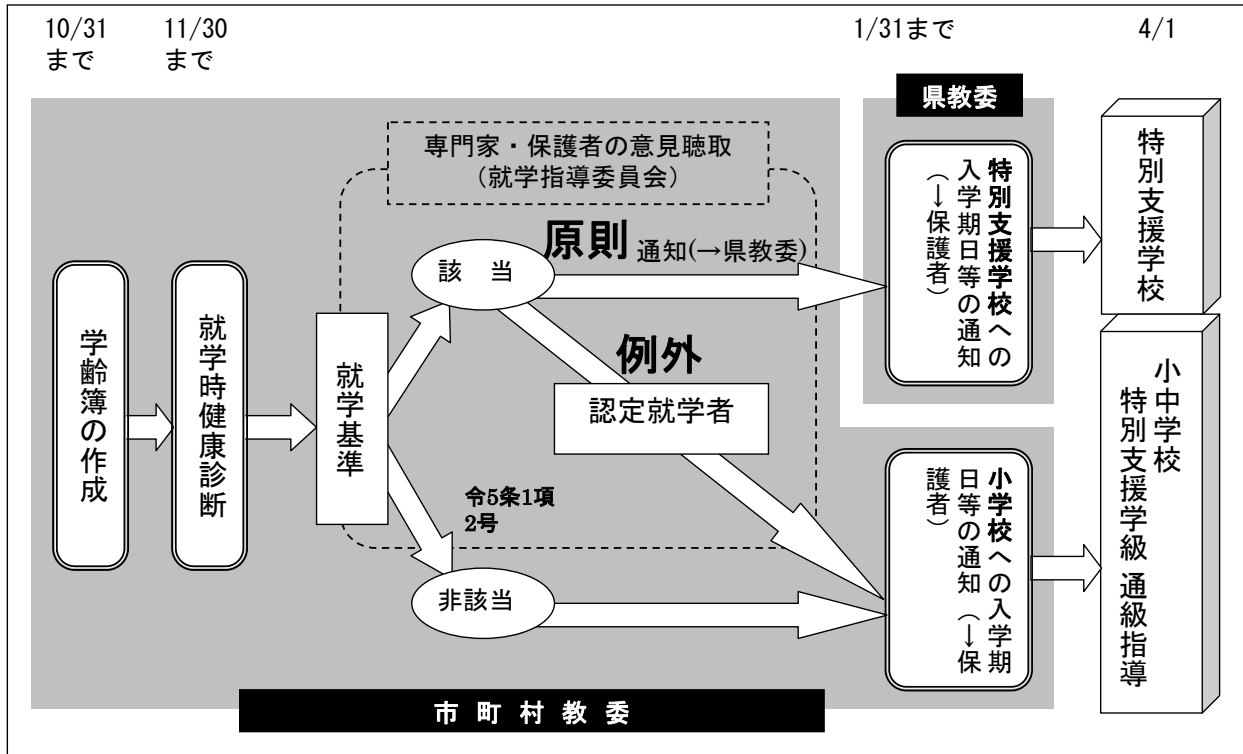 10/31
まで
11/30
まで
1/31まで
4/1
県教委
専門家・保護者の意見聴取
(就学指導委員会)
原則 通知(→県教委)
該 当
例外
認定就学者
学齢簿の作成
就学時健康診断
就学基準
令5条1項
2号
非該当
特別支援学校への
入学期日等の通知
(→保護者)
小学校への入学期
日等の通知 (→保
護者)
特別支援学校
小中学校
特別支援学級 通級指導
市 町 村 教 委